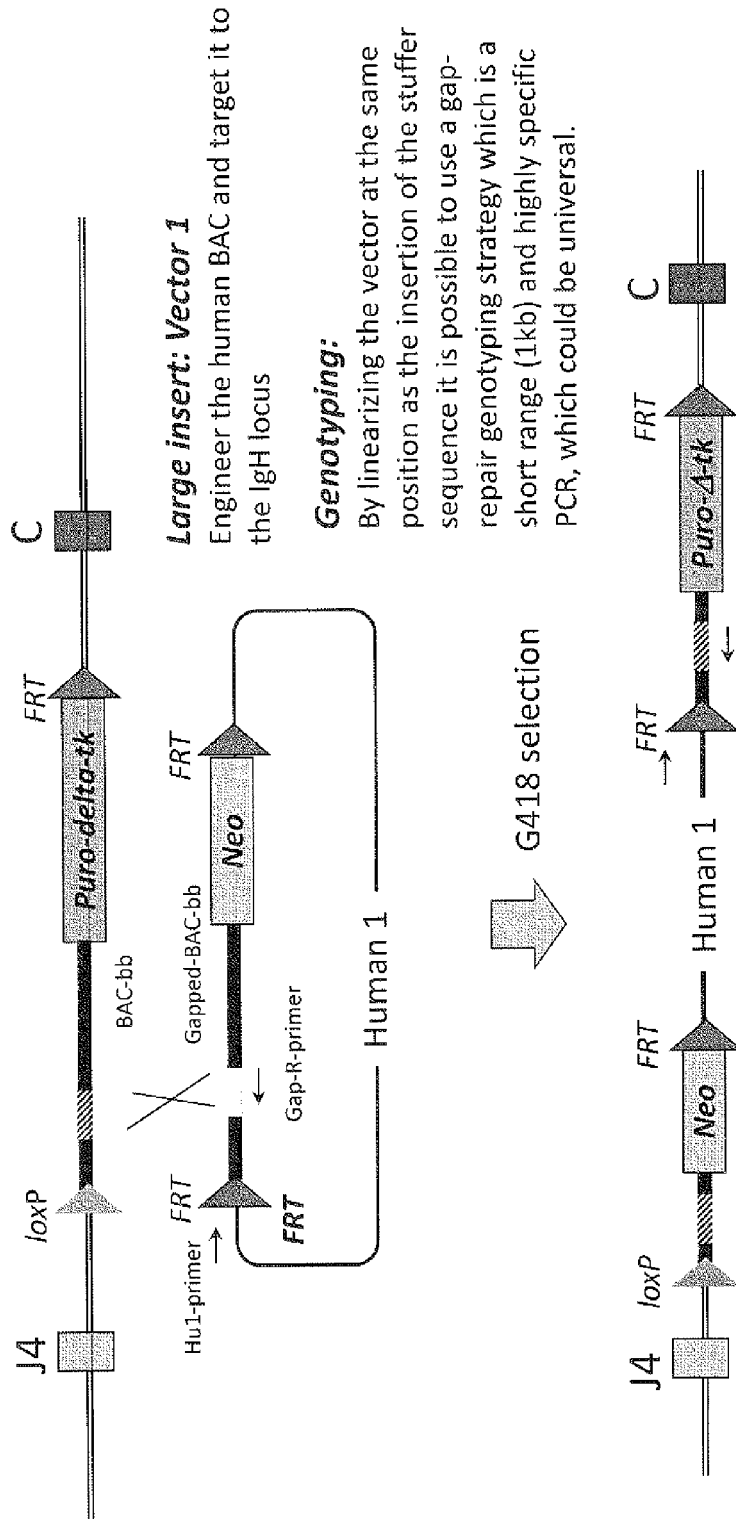 J4
loxP
Puro-delta-tk
FRT
C
BAC-bb
Large insert: Vector 1
Engineer the human BAC and target it to
the IgH locus
Hu1-primer
FRT
FRT
Gapped-BAC-bb
Neo
FRT
Gap-R-primer
Human 1
Genotyping:
By linearizing the vector at the same
position as the insertion of the stuffer
sequence it is possible to use a gap-
repair genotyping strategy which is a
short range (1kb) and highly specific
PCR, which could be universal.
G418 selection
J4
loxP
Neo
FRT
Human 1
FRT
Puro-Δ-tk
FRT
C